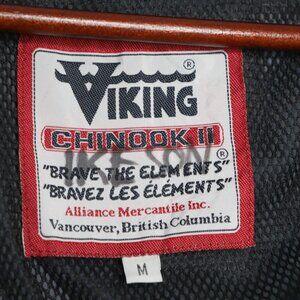 VIKING®
CHINOOK II®
"BRAVE THE ELEMENTS"
"BRAVEZ LES ÉLÉMENTS"
Alliance Mercantile Inc.
Vancouver, British Columbia
M